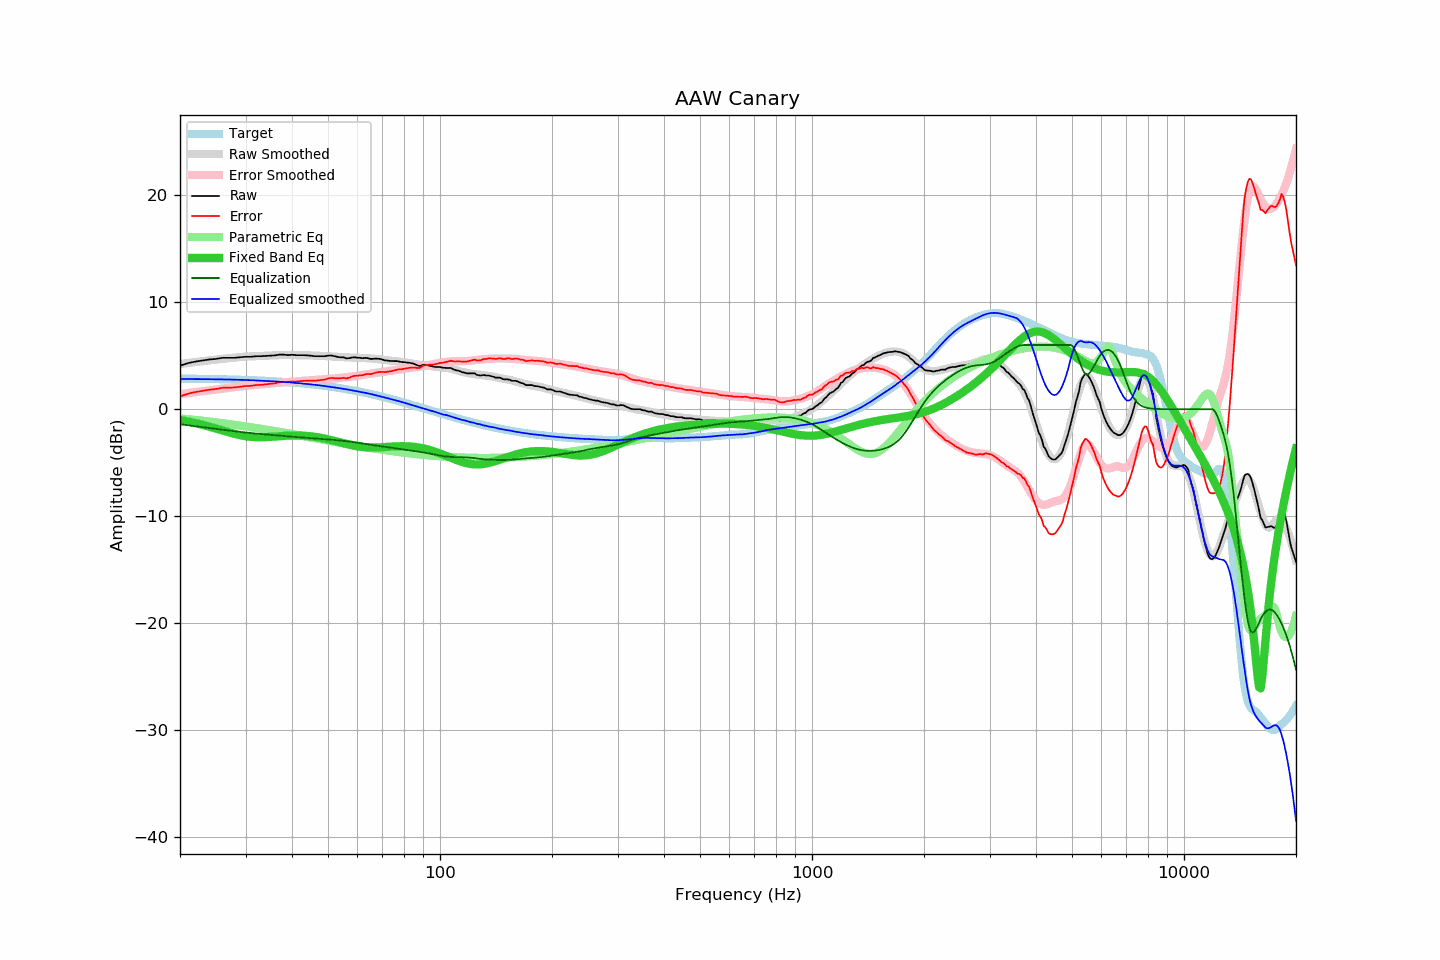 AAW Canary
Target
Raw Smoothed
Error Smoothed
Raw
Error
Parametric Eq
Fixed Band Eq
Equalization
Equalized smoothed
20
10
0
−10
−20
−30
−40
Amplitude (dBr)
100
1000
10000
Frequency (Hz)